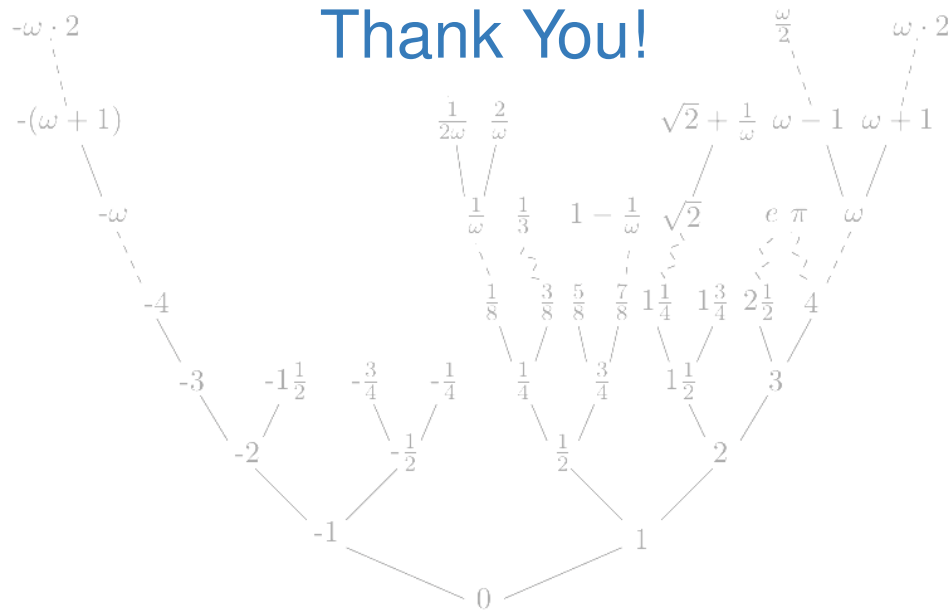 Thank You!
-ω · 2 ω/2 ω · 2
-(ω + 1) 1/2ω 2/ω √2 + 1/ω ω − 1 ω + 1
-ω 1/ω 1/3 1 − 1/ω √2 e π ω
-4 1/8 3/8 5/8 7/8 1 1/4 1 3/4 2 1/2 4
-3 -1 1/2 -3/4 -1/4 1/4 3/4 1 1/2 3
-2 -1/2 1/2 2
-1 1
0